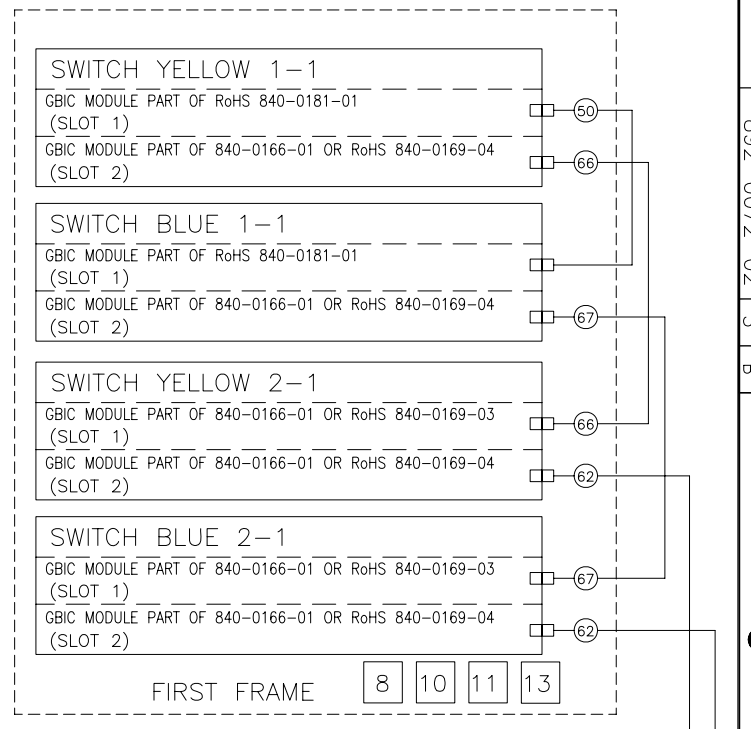 SWITCH YELLOW 1-1
GBIC MODULE PART OF RoHS 840-0181-01
(SLOT 1)
50
GBIC MODULE PART OF 840-0166-01 OR RoHS 840-0169-04
(SLOT 2)
66
SWITCH BLUE 1-1
GBIC MODULE PART OF RoHS 840-0181-01
(SLOT 1)
GBIC MODULE PART OF 840-0166-01 OR RoHS 840-0169-04
(SLOT 2)
67
SWITCH YELLOW 2-1
GBIC MODULE PART OF 840-0166-01 OR RoHS 840-0169-03
(SLOT 1)
66
GBIC MODULE PART OF 840-0166-01 OR RoHS 840-0169-04
(SLOT 2)
62
SWITCH BLUE 2-1
GBIC MODULE PART OF 840-0166-01 OR RoHS 840-0169-03
(SLOT 1)
67
GBIC MODULE PART OF 840-0166-01 OR RoHS 840-0169-04
(SLOT 2)
62
FIRST FRAME 8 10 11 13